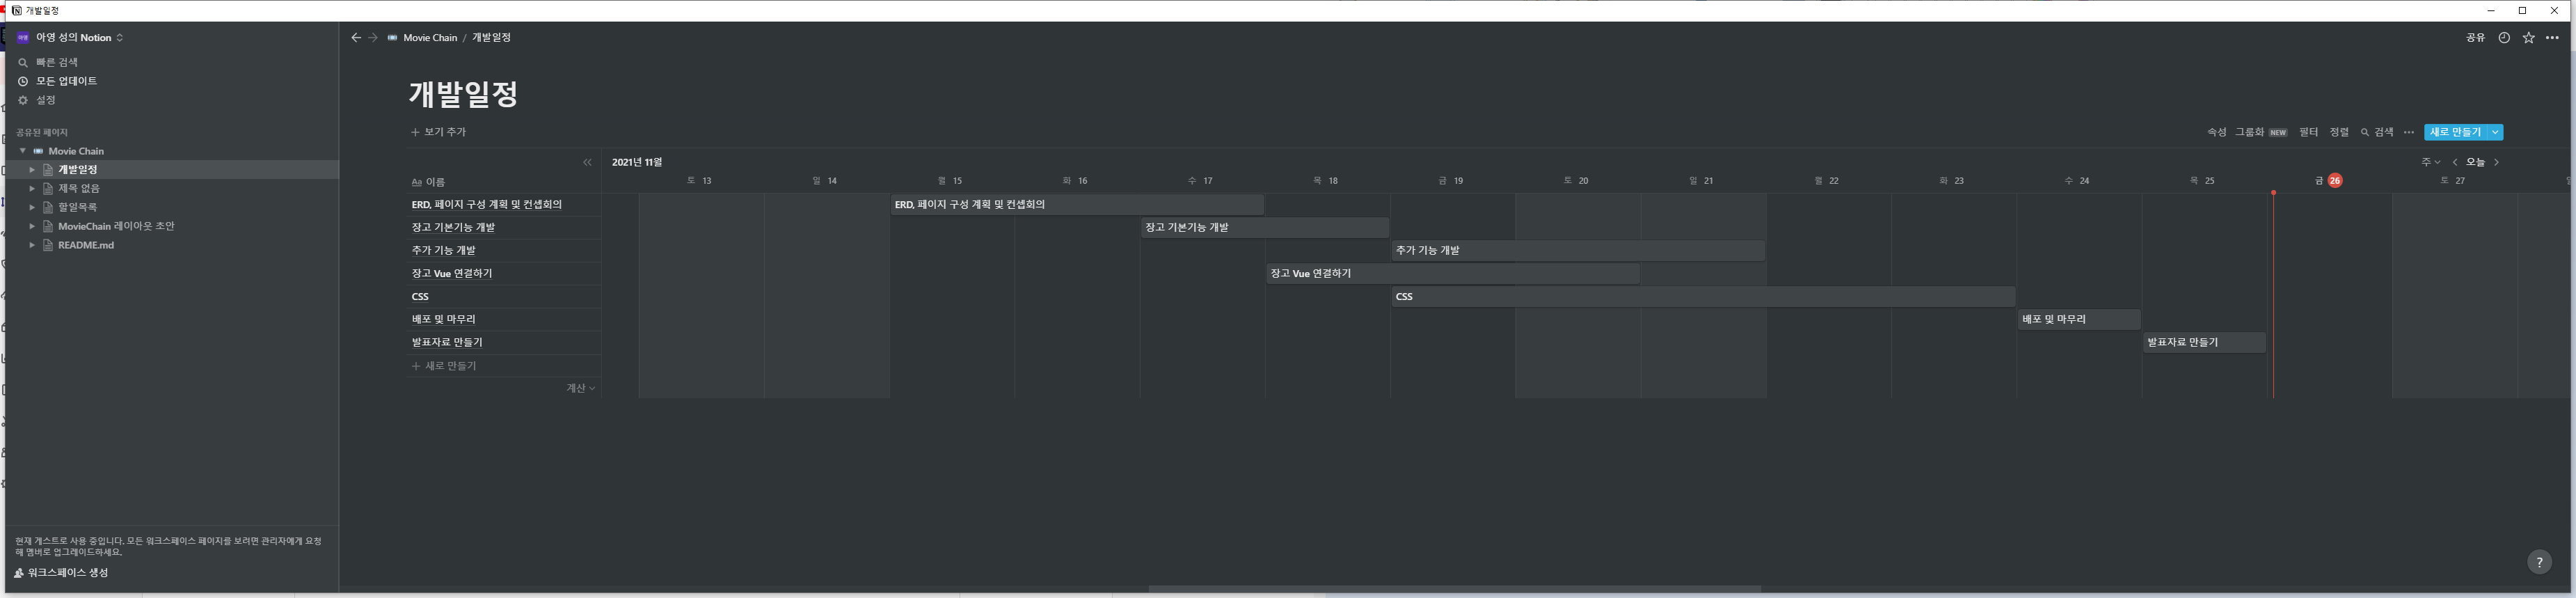 개발일정
아영 성의 Notion
빠른 검색
모든 업데이트
설정
공유된 페이지
Movie Chain
개발일정
제목 없음
할일목록
MovieChain 레이아웃 초안
README.md
현재 게스트로 사용 중입니다. 모든 워크스페이스 페이지를 보려면 관리자에게 요청
해 멤버로 업그레이드하세요.
워크스페이스 생성
Movie Chain / 개발일정
공유
개발일정
+ 보기 추가
속성 그룹화 NEW 필터 정렬 검색 ··· 새로 만들기
2021년 11월
주 오늘
Aa 이름
토 13 일 14 월 15 화 16 수 17 목 18 금 19 토 20 일 21 월 22 화 23 수 24 목 25 금 26 토 27
ERD, 페이지 구성 계획 및 컨셉회의 ERD, 페이지 구성 계획 및 컨셉회의
장고 기본기능 개발 장고 기본기능 개발
추가 기능 개발 추가 기능 개발
장고 Vue 연결하기 장고 Vue 연결하기
CSS CSS
배포 및 마무리 배포 및 마무리
발표자료 만들기 발표자료 만들기
+ 새로 만들기
계산
?